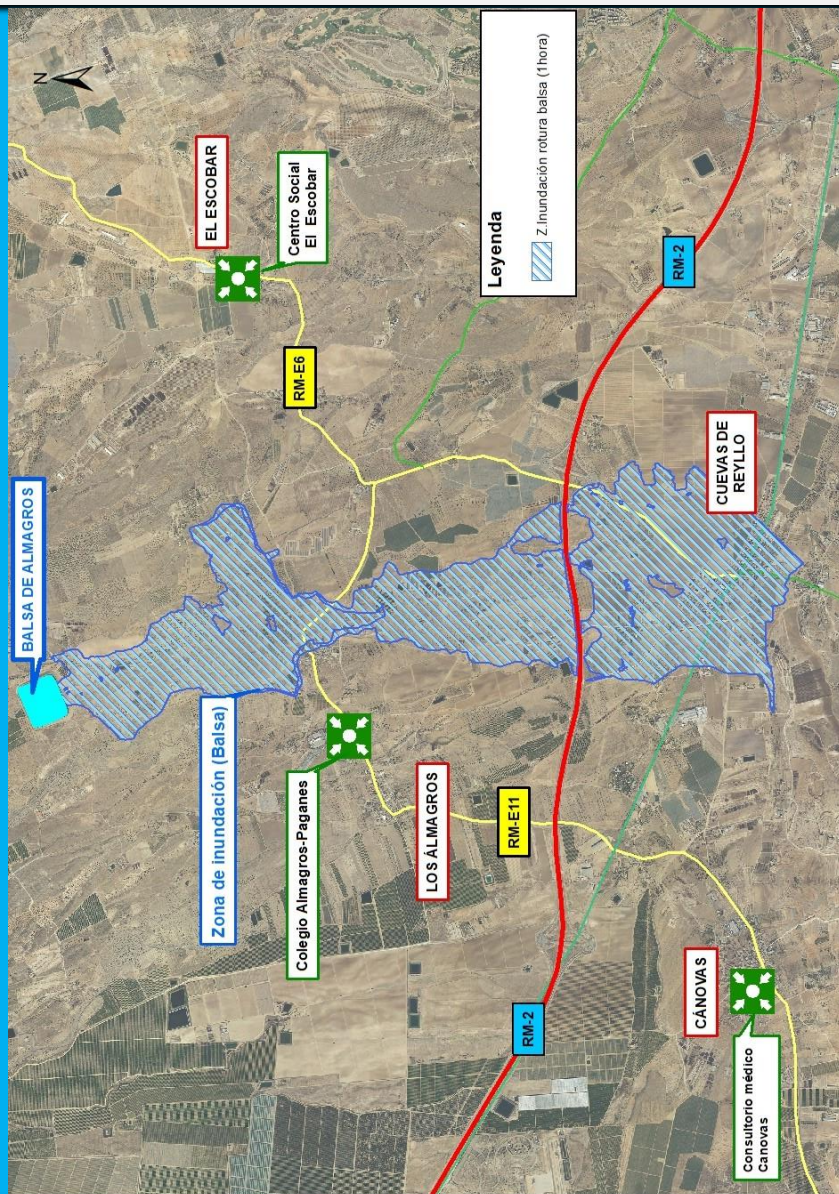 N
BALSA DE ALMAGROS
EL ESCOBAR
Centro Social
El Escobar
RM-E6
Zona de inundación (Balsa)
Colegio Almagros-Paganes
LOS ÁLMAGROS
RM-E11
Leyenda
Z.Inundación rotura balsa (1hora)
RM-2
RM-2
CUEVAS DE
REYLLO
CÁNOVAS
Consultorio médico
Canovas